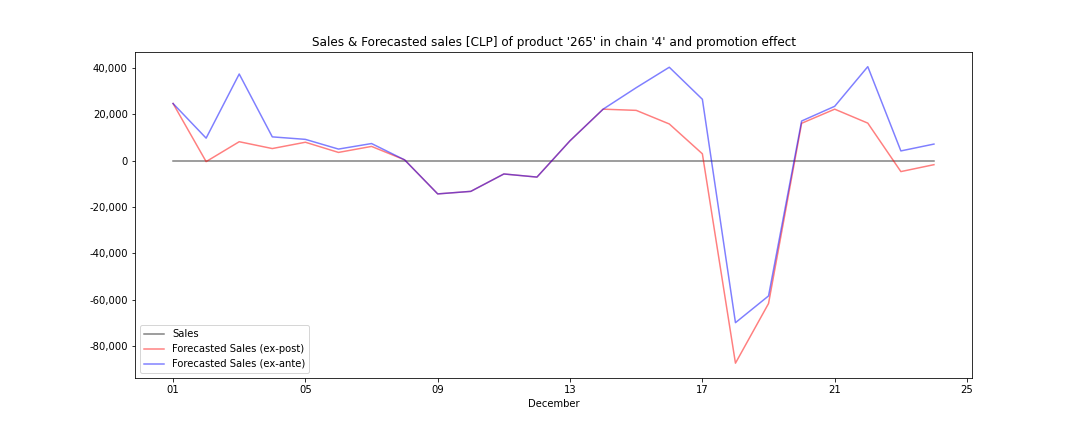 Sales & Forecasted sales [CLP] of product '265' in chain '4' and promotion effect
40,000
20,000
0
-20,000
-40,000
-60,000
-80,000
Sales
Forecasted Sales (ex-post)
Forecasted Sales (ex-ante)
01 05 09 13 17 21 25
December